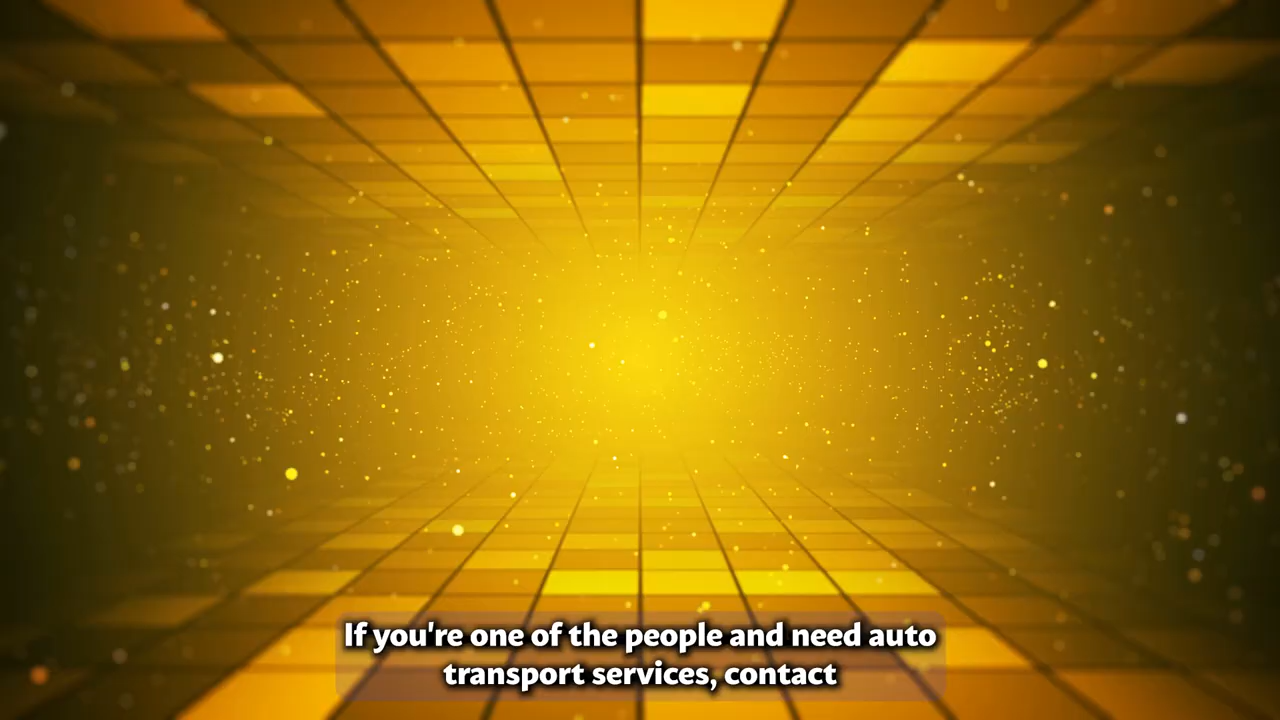 If you're one of the people and need auto
transport services, contact